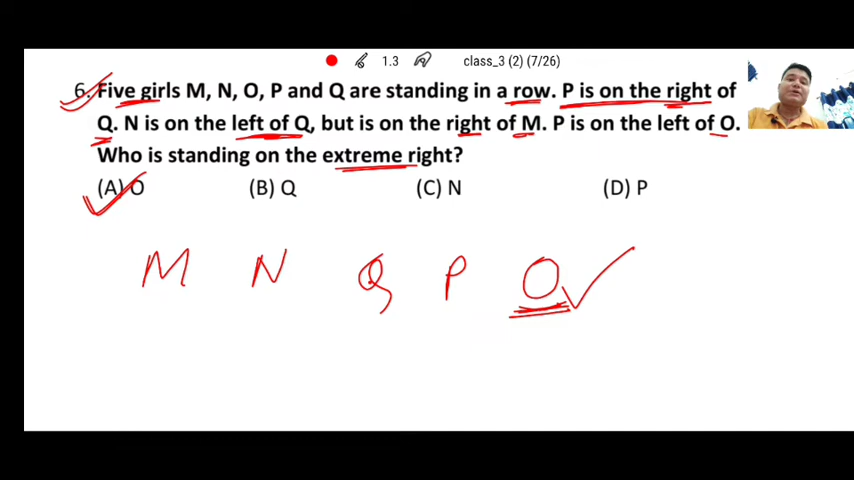 1.3 class_3 (2) (7/26)
6. Five girls M, N, O, P and Q are standing in a row. P is on the right of
Q. N is on the left of Q, but is on the right of M. P is on the left of O.
Who is standing on the extreme right?
(A) O (B) Q (C) N (D) P
M N Q P O